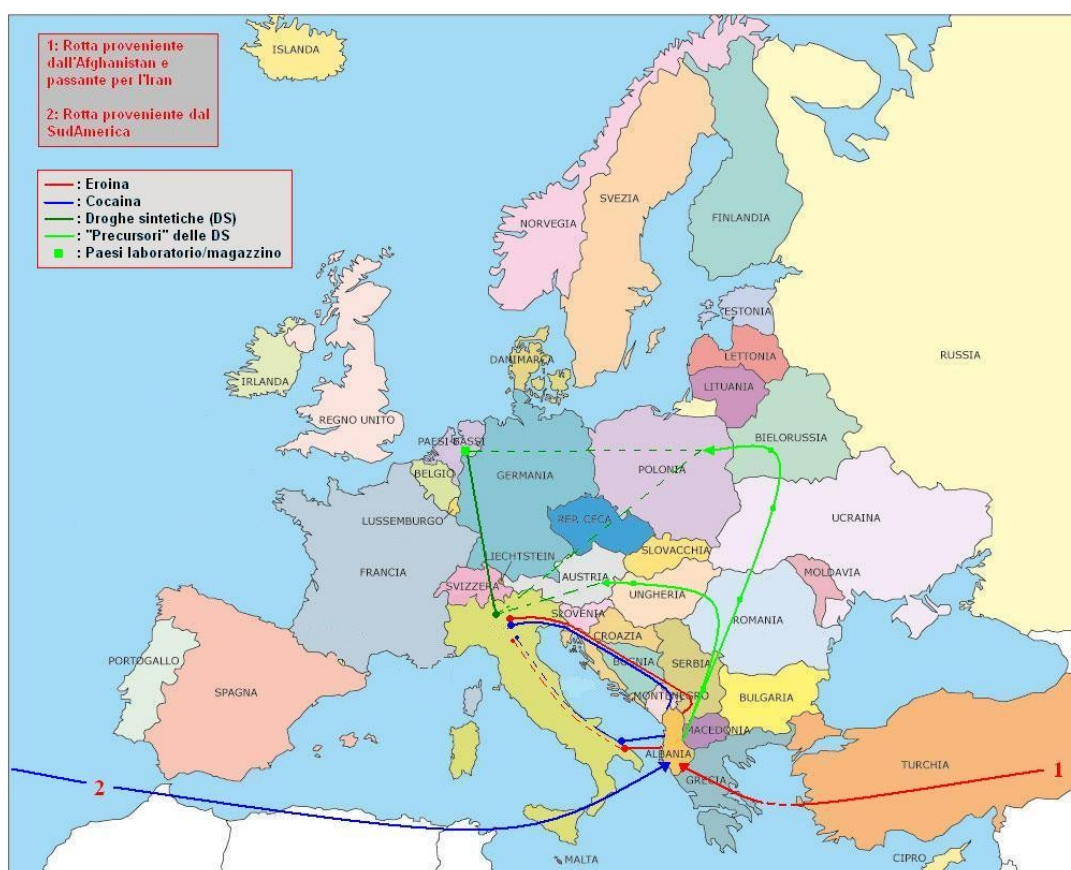 1: Rotta proveniente
dall'Afghanistan e
passante per l'Iran
2: Rotta proveniente dal
SudAmerica
: Eroina
: Cocaina
: Droghe sintetiche (DS)
: "Precursori" delle DS
: Paesi laboratorio/magazzino
ISLANDA
SVEZIA
NORVEGIA
FINLANDIA
ESTONIA
RUSSIA
LETTONIA
DANIMARCA
LITUANIA
IRLANDA
REGNO UNITO
BIELORUSSIA
PAESI BASSI
POLONIA
BELGIO
GERMANIA
LUSSEMBURGO
REP. CECA
UCRAINA
SLOVACCHIA
LIECHTSTEIN
MOLDAVIA
FRANCIA
AUSTRIA
SVIZZERA
UNGHERIA
SLOVENIA
ROMANIA
CROAZIA
PORTOGALLO
BOSNIA
SERBIA
SPAGNA
MONTENEGRO
BULGARIA
MACEDONIA
ALBANIA
TURCHIA
GRECIA
1
2
MALTA
CIPRO